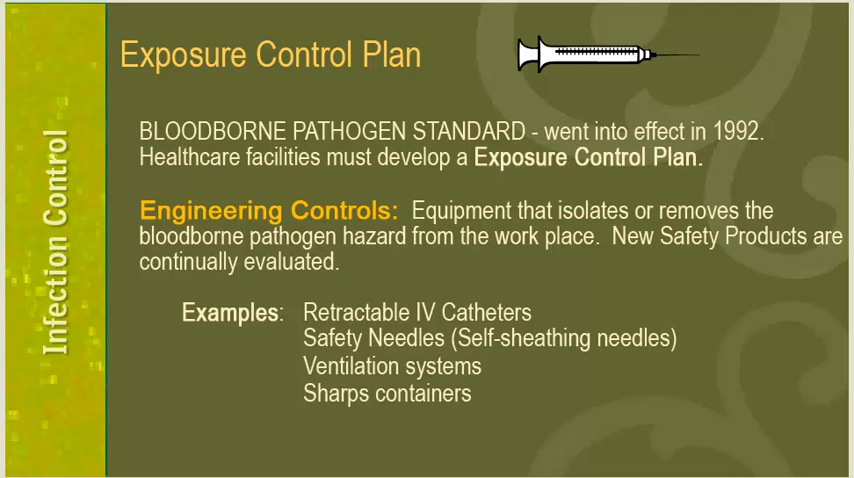 Exposure Control Plan
Infection Control
BLOODBORNE PATHOGEN STANDARD - went into effect in 1992.
Healthcare facilities must develop a Exposure Control Plan.
Engineering Controls: Equipment that isolates or removes the
bloodborne pathogen hazard from the work place. New Safety Products are
continually evaluated.
Examples: Retractable IV Catheters
Safety Needles (Self-sheathing needles)
Ventilation systems
Sharps containers